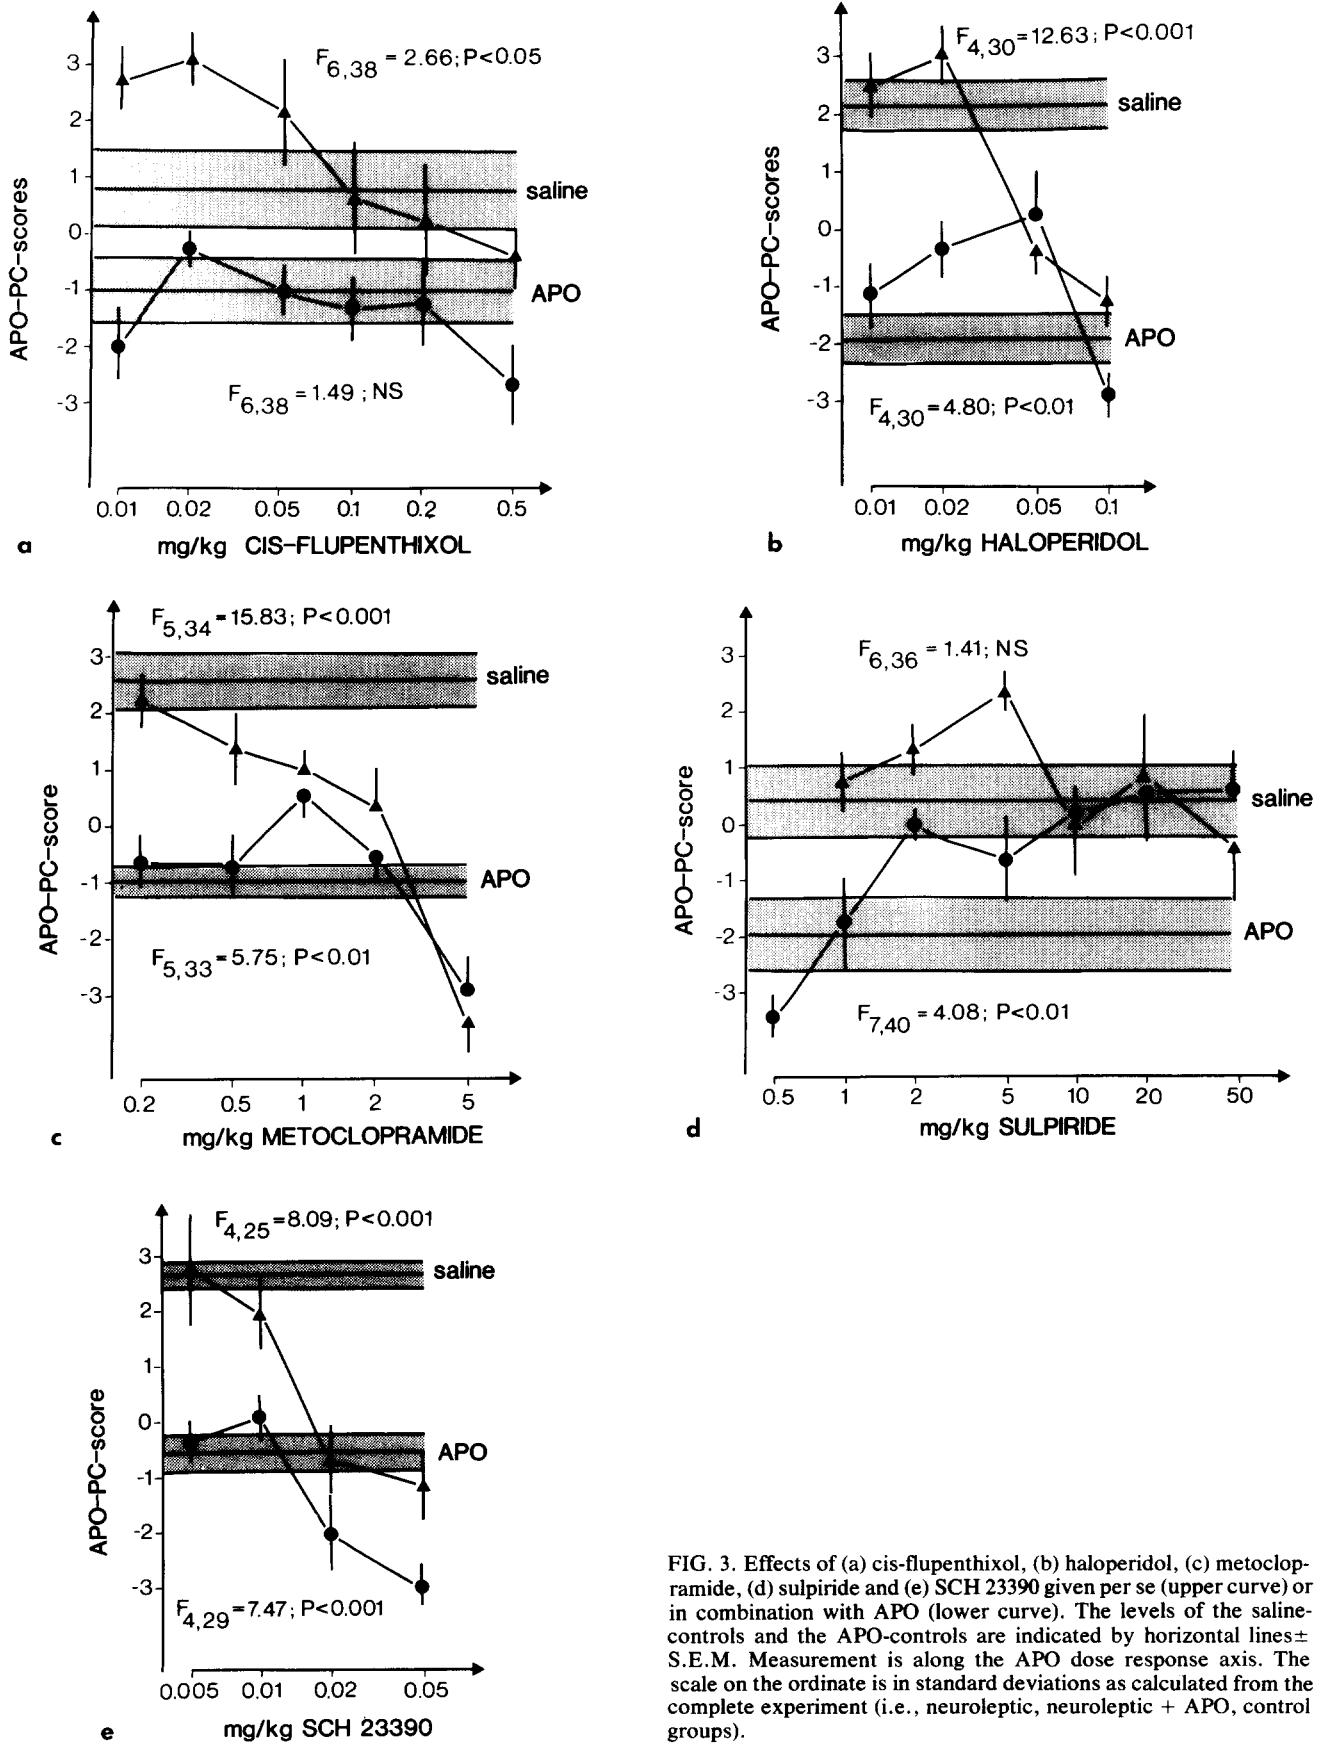 F6,38 = 2.66; P<0.05
3
2
1
0
-1
-2
-3
APO-PC-scores
saline
APO
F6,38 = 1.49 ; NS
0.01 0.02 0.05 0.1 0.2 0.5
a mg/kg CIS-FLUPENTHIXOL
F4,30=12.63; P<0.001
3
2
1
0
-1
-2
-3
APO-PC-scores
saline
APO
F4,30=4.80; P<0.01
0.01 0.02 0.05 0.1
b mg/kg HALOPERIDOL
F5,34=15.83; P<0.001
3
2
1
0
-1
-2
-3
APO-PC-score
saline
APO
F5,33=5.75; P<0.01
0.2 0.5 1 2 5
c mg/kg METOCLOPRAMIDE
F6,36 = 1.41; NS
3
2
1
0
-1
-2
-3
APO-PC-score
saline
APO
F7,40 = 4.08; P<0.01
0.5 1 2 5 10 20 50
d mg/kg SULPIRIDE
F4,25=8.09; P<0.001
3
2
1
0
-1
-2
-3
APO-PC-score
saline
APO
F4,29=7.47; P<0.001
0.005 0.01 0.02 0.05
e mg/kg SCH 23390
FIG. 3. Effects of (a) cis-flupenthixol, (b) haloperidol, (c) metoclop-
ramide, (d) sulpiride and (e) SCH 23390 given per se (upper curve) or
in combination with APO (lower curve). The levels of the saline-
controls and the APO-controls are indicated by horizontal lines±
S.E.M. Measurement is along the APO dose response axis. The
scale on the ordinate is in standard deviations as calculated from the
complete experiment (i.e., neuroleptic, neuroleptic + APO, control
groups).